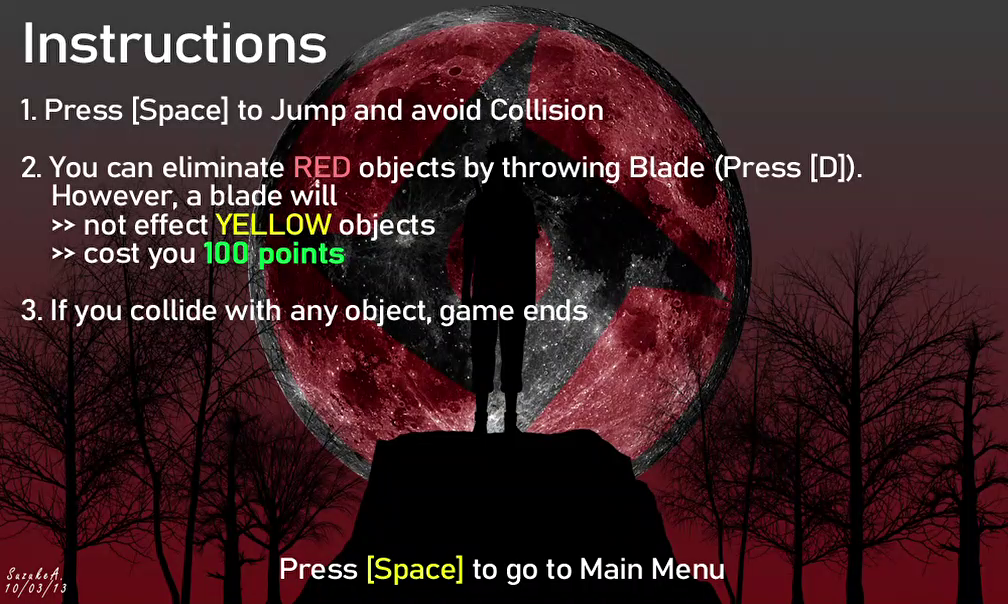 Instructions
1. Press [Space] to Jump and avoid Collision
2. You can eliminate RED objects by throwing Blade (Press [D]).
However, a blade will
>> not effect YELLOW objects
>> cost you 100 points
3. If you collide with any object, game ends
Press [Space] to go to Main Menu
SuzukeA.
10/03/13